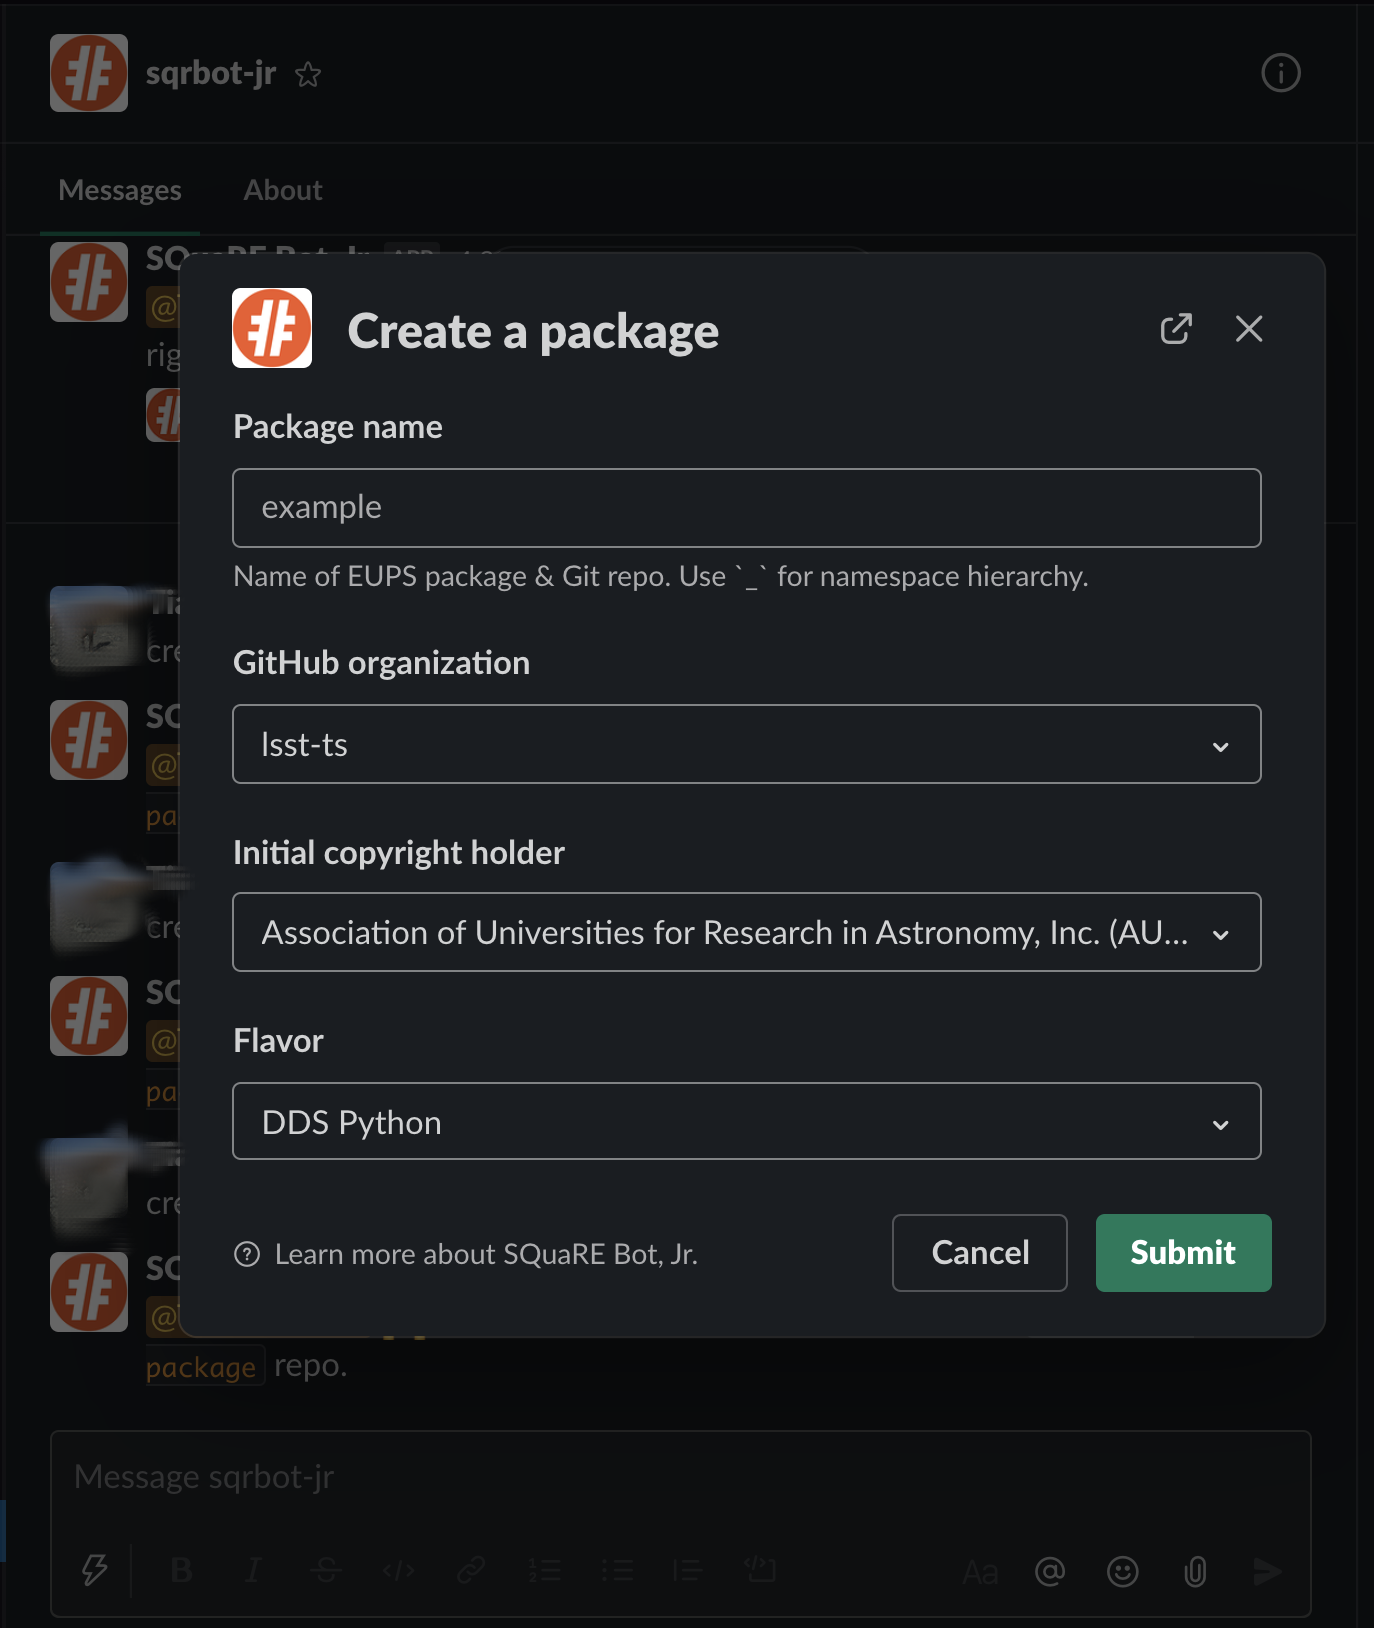 sqrbot-jr
Messages
About
@
rig
Create a package
Package name
example
Name of EUPS package & Git repo. Use `_` for namespace hierarchy.
cre
GitHub organization
lsst-ts
SQ
@
pa
Initial copyright holder
cre
Association of Universities for Research in Astronomy, Inc. (AU...
SQ
@
Flavor
pa
DDS Python
cre
Learn more about SQuaRE Bot, Jr.
Cancel
Submit
SQ
@
package repo.
Message sqrbot-jr
B I S </>
Aa @